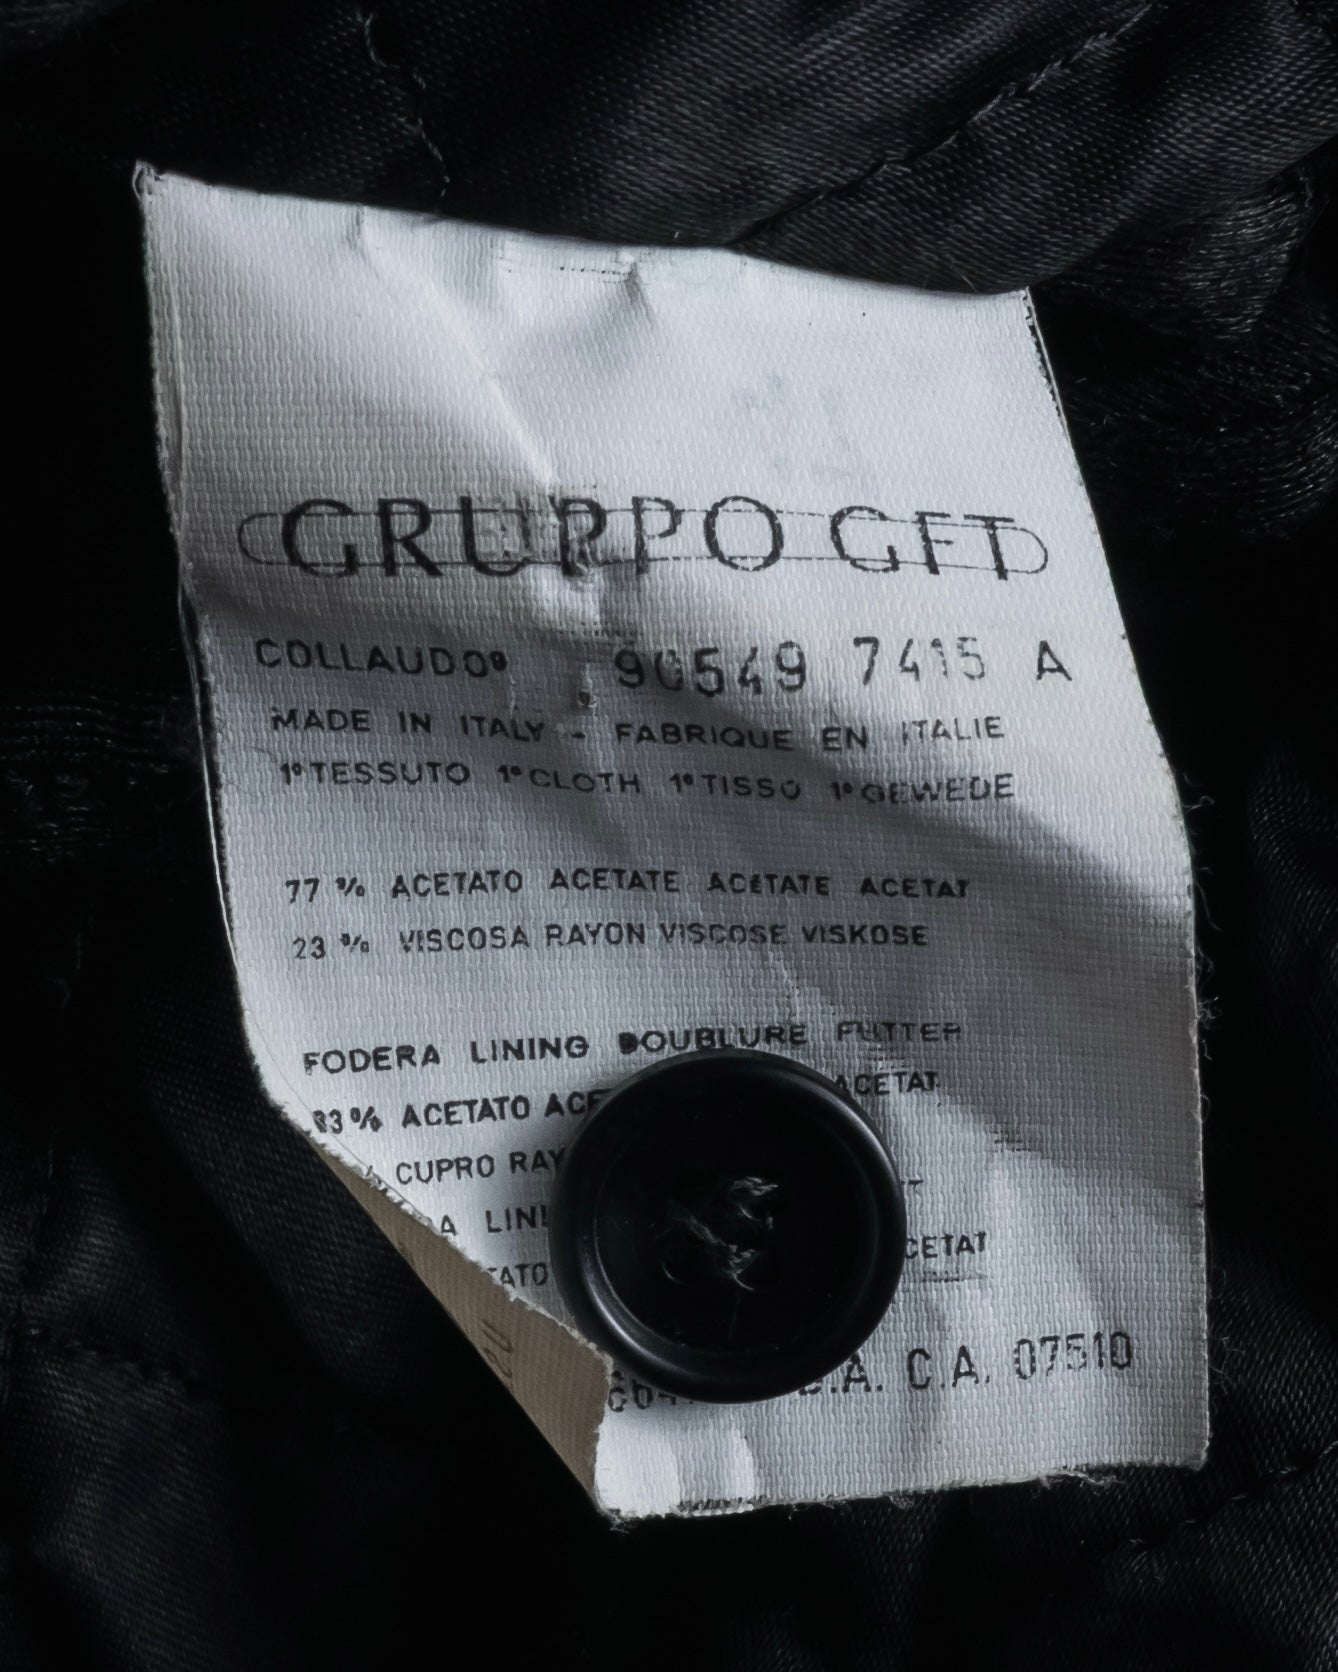 GRUPPO GFT
COLLAUDO° 90549 7415 A
MADE IN ITALY - FABRIQUE EN ITALIE
1° TESSUTO 1° CLOTH 1° TISSO 1° GEWEDE
77 % ACETATO ACETATE ACETATE ACETAT
23 % VISCOSA RAYON VISCOSE VISKOSE
FODERA LINING DOUBLURE FUTTER
ACETATO ACETAT
CUPRO
C.A. 07510